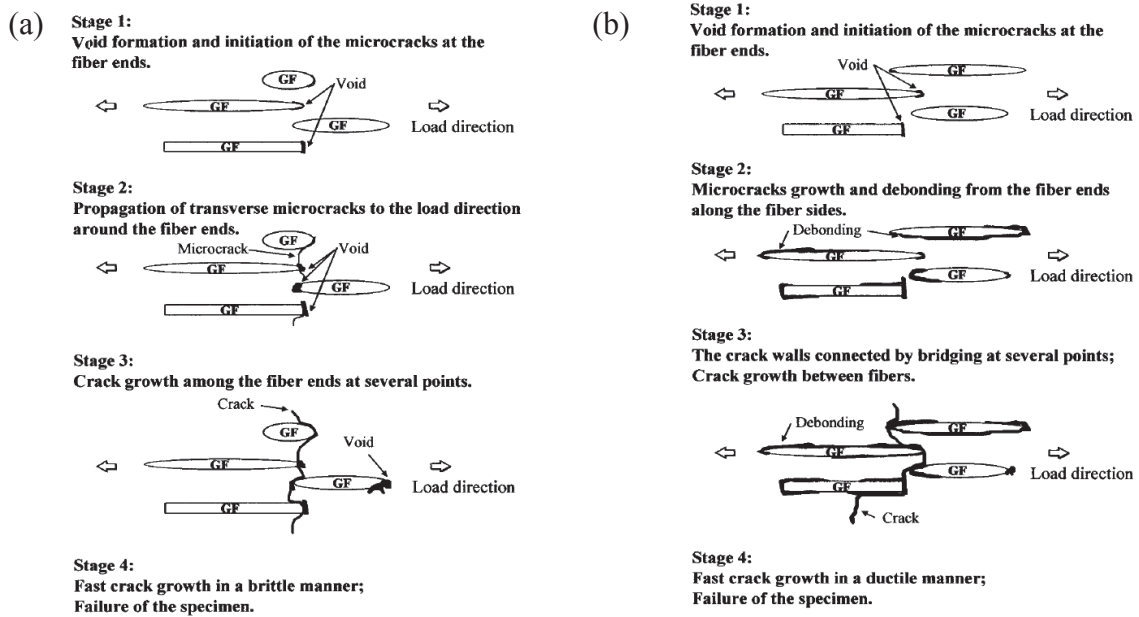 (a)
Stage 1:
Void formation and initiation of the microcracks at the
fiber ends.
GF
Void
GF
GF
Load direction
GF
Stage 2:
Propagation of transverse microcracks to the load direction
around the fiber ends.
Microcrack
GF
Void
GF
GF
Load direction
GF
Stage 3:
Crack growth among the fiber ends at several points.
Crack
GF
Void
GF
GF
Load direction
GF
Stage 4:
Fast crack growth in a brittle manner;
Failure of the specimen.
(b)
Stage 1:
Void formation and initiation of the microcracks at the
fiber ends.
Void
GF
GF
GF
Load direction
GF
Stage 2:
Microcracks growth and debonding from the fiber ends
along the fiber sides.
Debonding
GF
GF
GF
Load direction
GF
Stage 3:
The crack walls connected by bridging at several points;
Crack growth between fibers.
Debonding
GF
GF
GF
Load direction
GF
Crack
Stage 4:
Fast crack growth in a ductile manner;
Failure of the specimen.